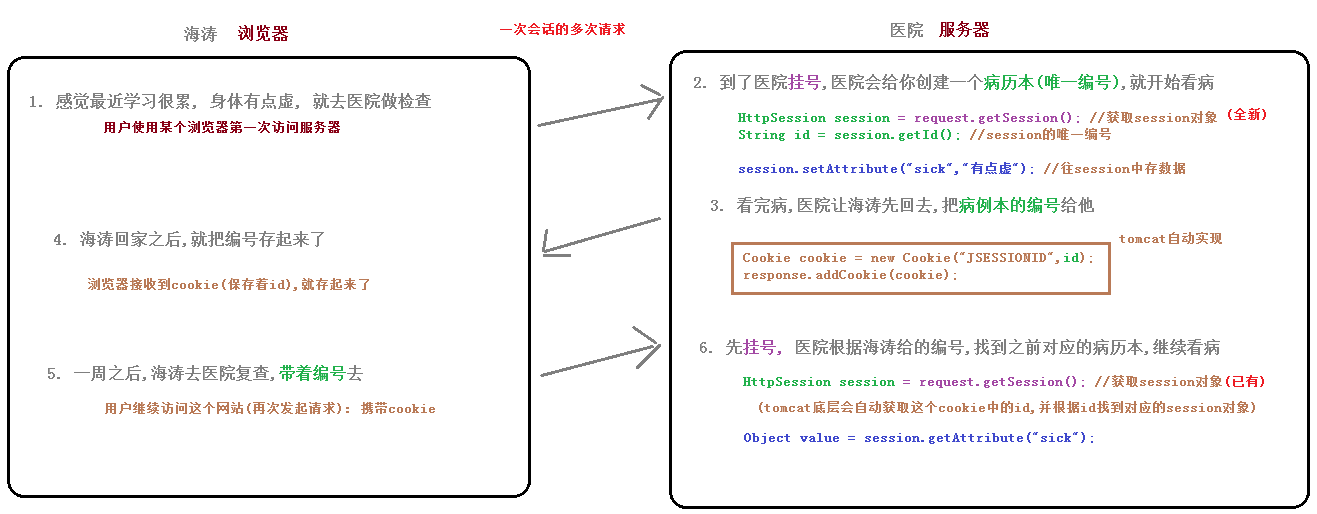 海涛 浏览器
一次会话的多次请求
医院 服务器
1. 感觉最近学习很累, 身体有点虚, 就去医院做检查
用户使用某个浏览器第一次访问服务器
2. 到了医院挂号,医院会给你创建一个病历本(唯一编号),就开始看病
HttpSession session = request.getSession(); //获取session对象 (全新)
String id = session.getId(); //session的唯一编号
session.setAttribute("sick","有点虚"); //往session中存数据
3. 看完病,医院让海涛先回去,把病例本的编号给他
tomcat自动实现
Cookie cookie = new Cookie("JSESSIONID",id);
response.addCookie(cookie);
4. 海涛回家之后,就把编号存起来了
浏览器接收到cookie(保存着id),就存起来了
5. 一周之后,海涛去医院复查,带着编号去
用户继续访问这个网站(再次发起请求): 携带cookie
6. 先挂号, 医院根据海涛给的编号,找到之前对应的病历本,继续看病
HttpSession session = request.getSession(); //获取session对象(已有)
(tomcat底层会自动获取这个cookie中的id,并根据id找到对应的session对象)
Object value = session.getAttribute("sick");